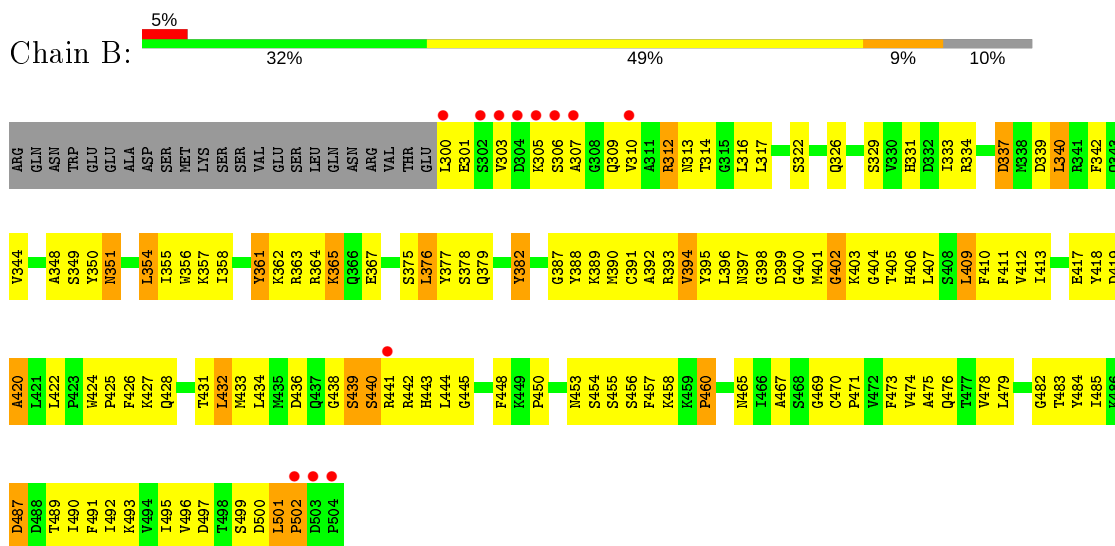 5%
Chain B:
32% 49% 9% 10%
ARG GLN ASN TRP GLU GLU ALA ASP SER MET LYS SER VAL GLU SER LEU GLN ASN ARG VAL THR GLU L300 E301 S302 V303 D304 K305 S306 A307 G308 Q309 V310 A311 R312 N313 T314 G315 L316 L317 S322 Q326 S329 V330 H331 D332 I333 R334 D337 M338 D339 L340 R341 F342
V344 A348 S349 Y350 N351 L354 I355 W356 K357 I358 Y361 K362 R363 R364 K365 Q366 E367 S375 L376 Y377 S378 Q379 Y382 G387 Y388 K389 M390 C391 A392 R393 V394 Y395 L396 N397 G398 D399 G400 M401 G402 K403 G404 T405 H406 L407 S408 L409 F410 F411 V412 I413 E417 Y418 D419
A420 L421 L422 P423 W424 P425 F426 K427 Q428 T431 L432 M433 L434 M435 D436 Q437 G438 S439 S440 R441 R442 H443 L444 G445 F448 K449 P450 N453 S454 S455 S456 F457 K458 K459 P460 N465 I466 A467 S468 G469 C470 P471 V472 F473 V474 A475 Q476 T477 V478 L479 G482 T483 Y484 I485 K486
D487 D488 T489 I490 F491 I492 K493 V494 I495 V496 D497 T498 S499 D500 L501 P502 D503 P504